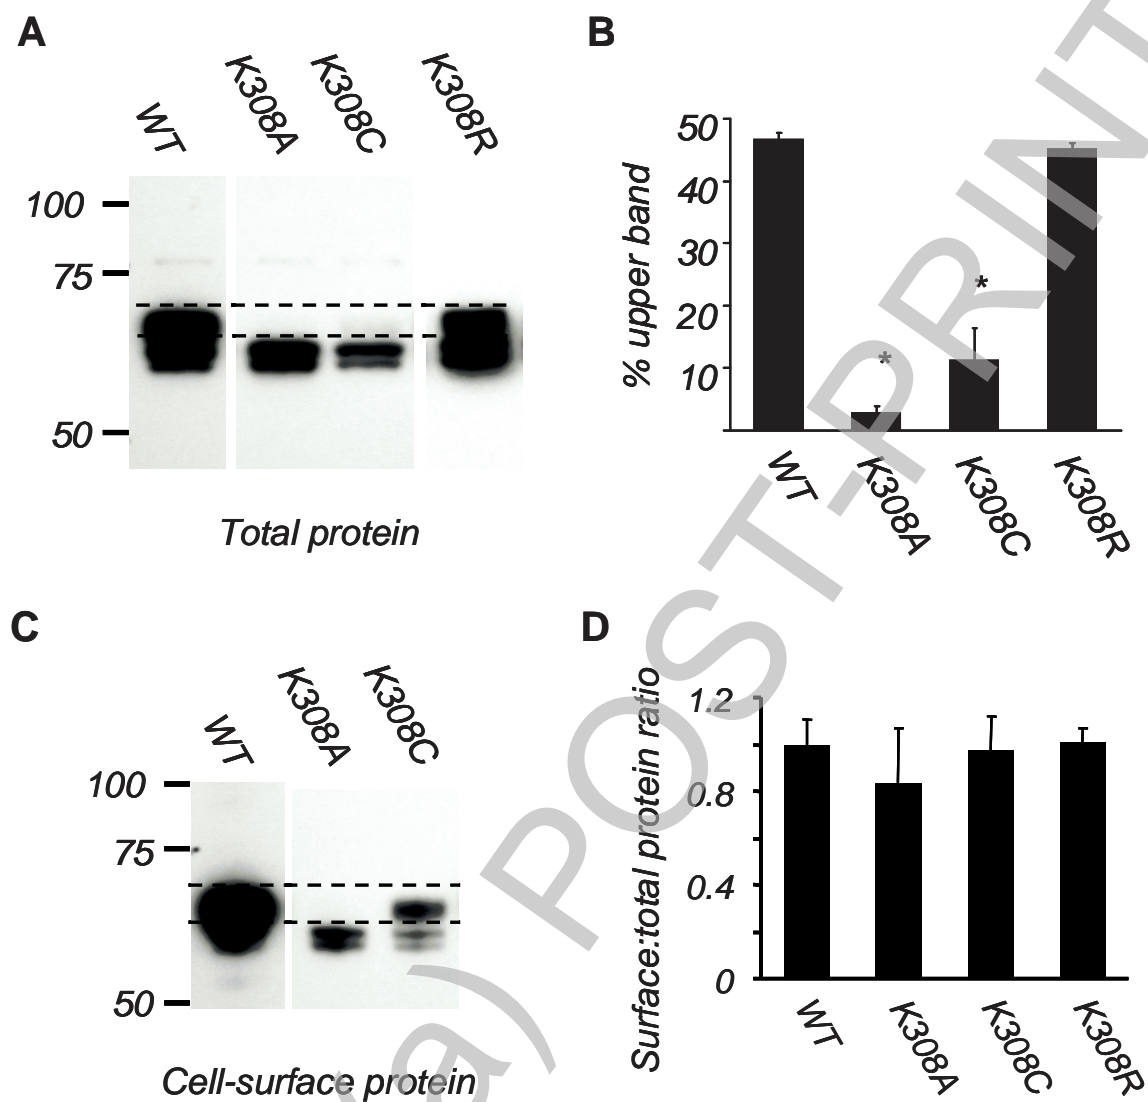 A
WT
K308A
K308C
K308R
100
75
50
Total protein
B
% upper band
50
40
30
20
10
*
*
WT
K308A
K308C
K308R
C
WT
K308A
K308C
100
75
50
Cell-surface protein
D
Surface:total protein ratio
1.2
0.8
0.4
0
WT
K308A
K308C
K308R
a) POST-PRINT